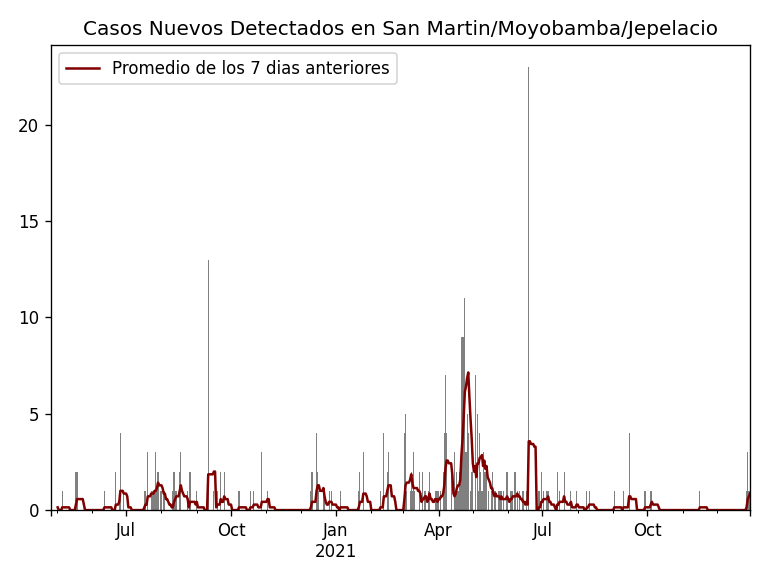 Casos Nuevos Detectados en San Martin/Moyobamba/Jepelacio
Promedio de los 7 dias anteriores
20
15
10
5
0
Jul Oct Jan Apr Jul Oct
2021